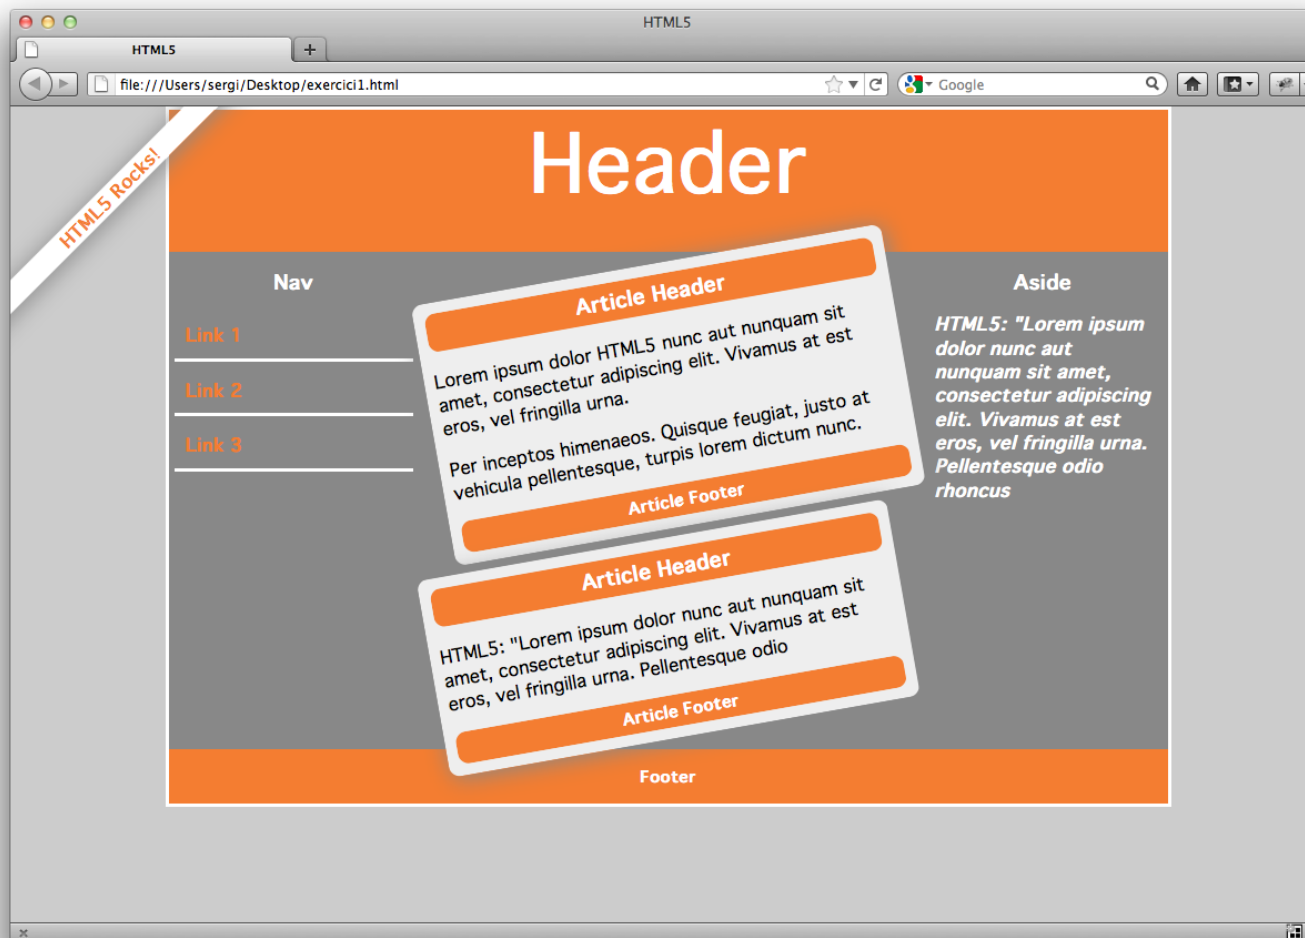 HTML5
HTML5
file:///Users/sergi/Desktop/exercici1.html
Google
HTML5 Rocks!
Header
Nav
Link 1
Link 2
Link 3
Article Header
Lorem ipsum dolor HTML5 nunc aut nunquam sit
amet, consectetur adipiscing elit. Vivamus at est
eros, vel fringilla urna.
Per inceptos himenaeos. Quisque feugiat, justo at
vehicula pellentesque, turpis lorem dictum nunc.
Article Footer
Article Header
HTML5: "Lorem ipsum dolor nunc aut nunquam sit
amet, consectetur adipiscing elit. Vivamus at est
eros, vel fringilla urna. Pellentesque odio
Article Footer
Aside
HTML5: "Lorem ipsum
dolor nunc aut
nunquam sit amet,
consectetur adipiscing
elit. Vivamus at est
eros, vel fringilla urna.
Pellentesque odio
rhoncus
Footer